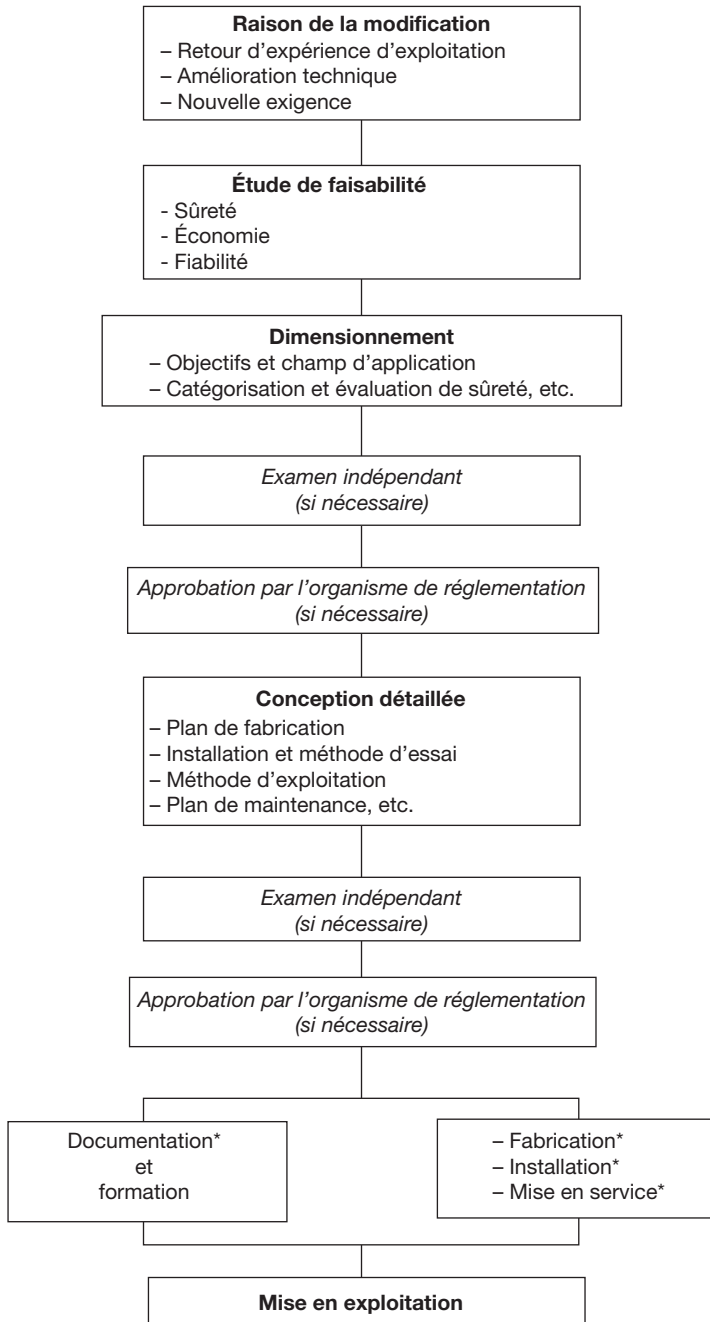 Raison de la modification
– Retour d’expérience d’exploitation
– Amélioration technique
– Nouvelle exigence
Étude de faisabilité
- Sûreté
- Économie
- Fiabilité
Dimensionnement
– Objectifs et champ d’application
– Catégorisation et évaluation de sûreté, etc.
Examen indépendant
(si nécessaire)
Approbation par l’organisme de réglementation
(si nécessaire)
Conception détaillée
– Plan de fabrication
– Installation et méthode d’essai
– Méthode d’exploitation
– Plan de maintenance, etc.
Examen indépendant
(si nécessaire)
Approbation par l’organisme de réglementation
(si nécessaire)
Documentation*
et
formation
– Fabrication*
– Installation*
– Mise en service*
Mise en exploitation